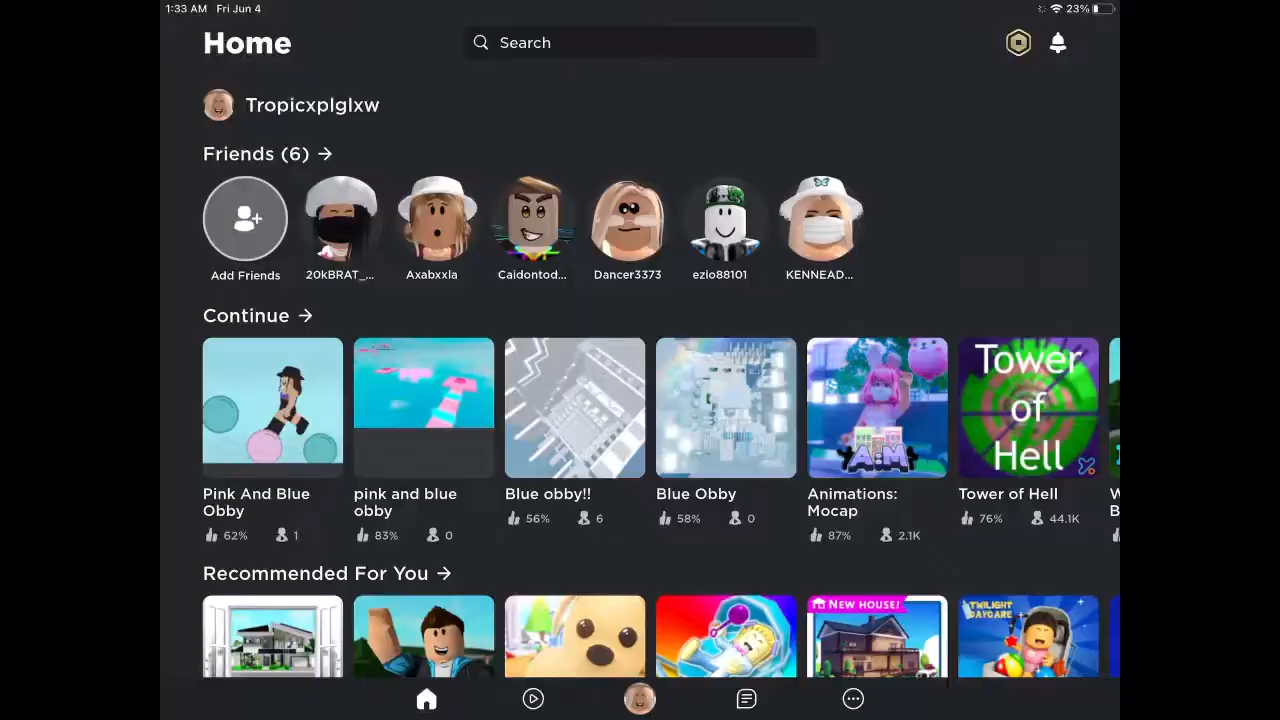 1:33 AM Fri Jun 4
23%
Home
Search
Tropicxplglxw
Friends (6)
Add Friends
20kBRAT_...
Axabxxla
Caidontod...
Dancer3373
ezio88101
KENNEAD...
Continue
Tower
of
Hell
A:M
Pink And Blue
Obby
62% 1
pink and blue
obby
83% 0
Blue obby!!
56% 6
Blue Obby
58% 0
Animations:
Mocap
87% 2.1K
Tower of Hell
76% 44.1K
W
B
Recommended For You
NEW HOUSE!
TWILIGHT
DAYCARE